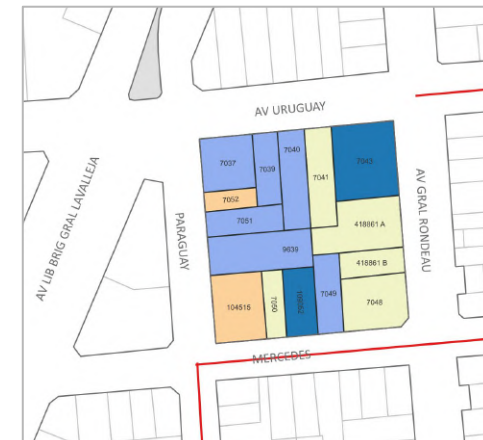 AV URUGUAY
AV LIB BRIG GRAL LAVALLEJA
PARAGUAY
AV GRAL RONDEAU
7037
7039
7040
7041
7043
7052
7051
9639
418861 A
418861 B
104515
7050
7049
7048
MERCEDES